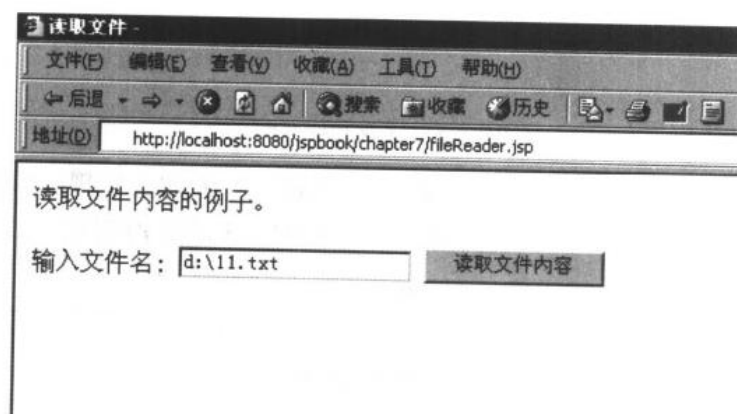 读取文件 -
文件(F) 编辑(E) 查看(V) 收藏(A) 工具(T) 帮助(H)
后退 搜索 收藏 历史
地址(D) http://localhost:8080/jspbook/chapter7/fileReader.jsp
读取文件内容的例子。
输入文件名: d:\11.txt 读取文件内容